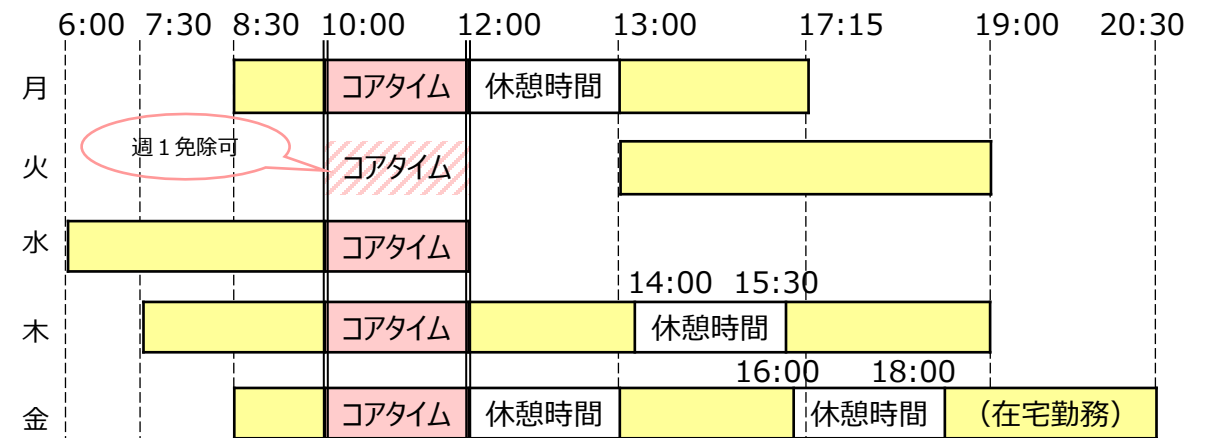 6:00 7:30 8:30 10:00 12:00 13:00 17:15 19:00 20:30
月 コアタイム 休憩時間
週１免除可
火 コアタイム
水 コアタイム
14:00 15:30
木 コアタイム 休憩時間
16:00 18:00
金 コアタイム 休憩時間 休憩時間 （在宅勤務）